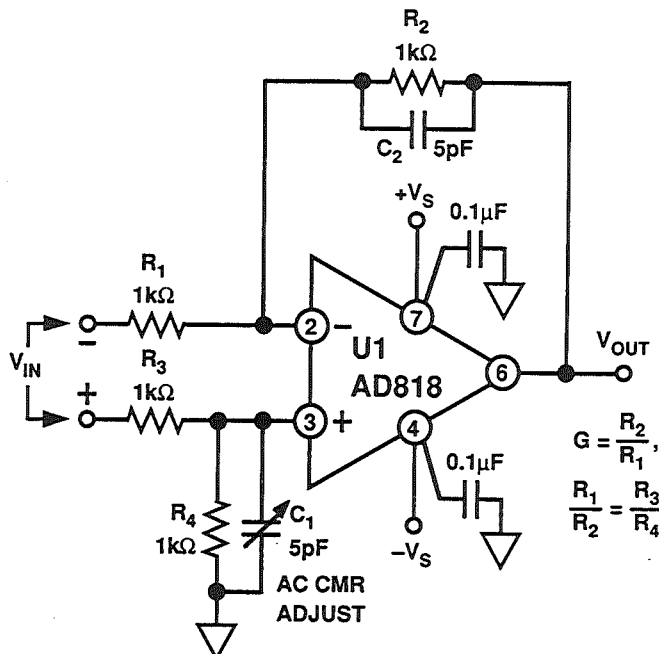 R2
1kΩ
C2 5pF
+VS
0.1μF
R1
1kΩ
2 −
7
U1
AD818
6
VOUT
VIN
−
R3
+
1kΩ
3 +
4
0.1μF
G = R2/R1,
R1/R2 = R3/R4
R4
1kΩ
C1
5pF
−VS
AC CMR
ADJUST